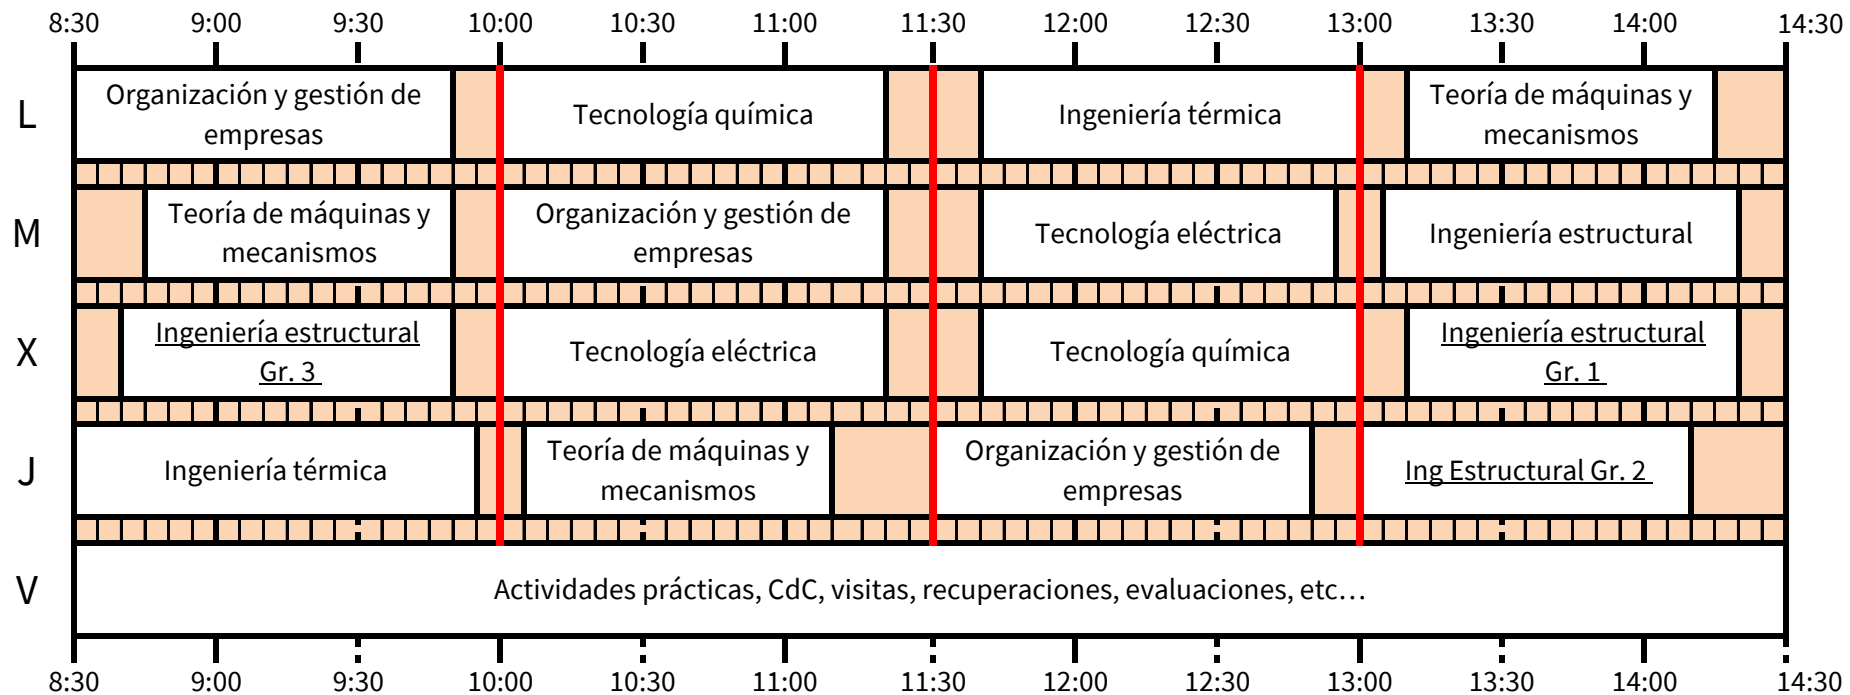 8:30 9:00 9:30 10:00 10:30 11:00 11:30 12:00 12:30 13:00 13:30 14:00 14:30
L
Organización y gestión de
empresas
Tecnología química
Ingeniería térmica
Teoría de máquinas y
mecanismos
M
Teoría de máquinas y
mecanismos
Organización y gestión de
empresas
Tecnología eléctrica
Ingeniería estructural
X
Ingeniería estructural
Gr. 3
Tecnología eléctrica
Tecnología química
Ingeniería estructural
Gr. 1
J
Ingeniería térmica
Teoría de máquinas y
mecanismos
Organización y gestión de
empresas
Ing Estructural Gr. 2
V
Actividades prácticas, CdC, visitas, recuperaciones, evaluaciones, etc…
8:30 9:00 9:30 10:00 10:30 11:00 11:30 12:00 12:30 13:00 13:30 14:00 14:30